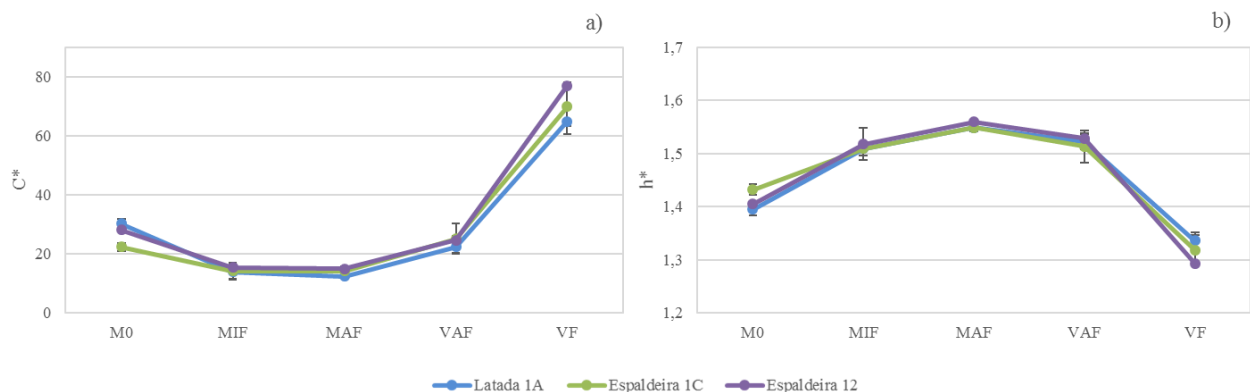 a)
80
60
40
20
0
C*
M0 MIF MAF VAF VF
b)
1,7
1,6
1,5
1,4
1,3
1,2
h*
M0 MIF MAF VAF VF
Latada 1A Espaldeira 1C Espaldeira 12